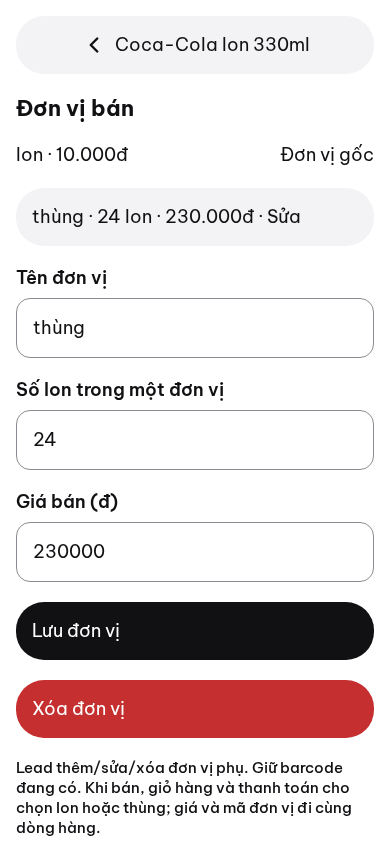 Coca-Cola lon 330ml
Đơn vị bán
lon · 10.000đ
Đơn vị gốc
thùng · 24 lon · 230.000đ · Sửa
Tên đơn vị
thùng
Số lon trong một đơn vị
24
Giá bán (đ)
230000
Lưu đơn vị
Xóa đơn vị
Lead thêm/sửa/xóa đơn vị phụ. Giữ barcode
đang có. Khi bán, giỏ hàng và thanh toán cho
chọn lon hoặc thùng; giá và mã đơn vị đi cùng
dòng hàng.